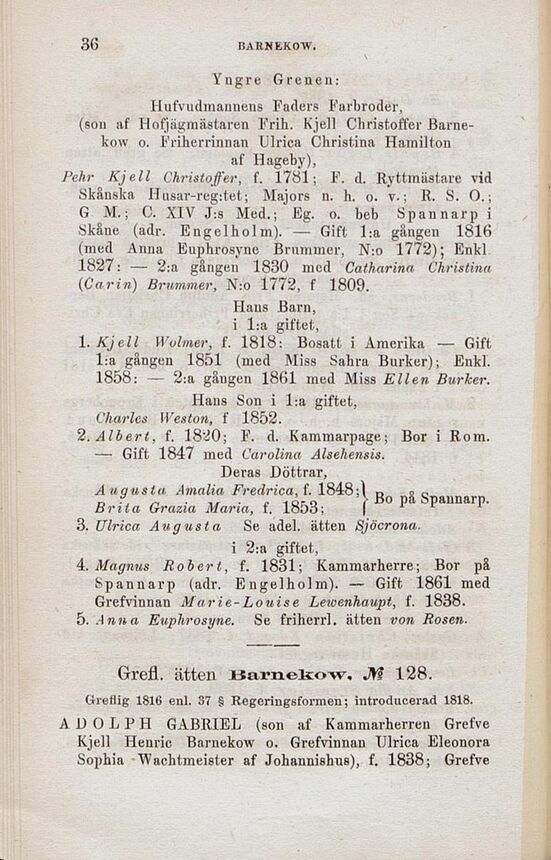 36
BARNEKOW.
Yngre Grenen:
Hufvudmannens Faders Farbroder,
(son af Hofjägmästaren Frih. Kjell Christoffer Barne-
kow o. Friherrinnan Ulrica Christina Hamilton
af Hageby),
Pehr Kjell Christoffer, f. 1781; F. d. Ryttmästare vid
Skånska Husar-reg:tet; Majors n. h. o. v.; R. S. O.;
G M.; C. XIV J:s Med.; Eg. o. beb Spannarp i
Skåne (adr. Engelholm). — Gift 1:a gången 1816
(med Anna Euphrosyne Brummer, N:o 1772); Enkl
1827: — 2:a gången 1830 med Catharina Christina
(Carin) Brummer, N:o 1772, f 1809.
Hans Barn,
i 1:a giftet,
1. Kjell Wolmer, f. 1818: Bosatt i Amerika — Gift
1:a gången 1851 (med Miss Sahra Burker); Enkl.
1858: — 2:a gången 1861 med Miss Ellen Burker.
Hans Son i 1:a giftet,
Charles Weston, f 1852.
2. Albert, f. 1820; F. d. Kammarpage; Bor i Rom.
— Gift 1847 med Carolina Alsehensis.
Deras Döttrar,
Augusta Amalia Fredrica, f. 1848;
Brita Grazia Maria, f. 1853; } Bo på Spannarp.
3. Ulrica Augusta Se adel. ätten Sjöcrona.
i 2:a giftet,
4. Magnus Robert, f. 1831; Kammarherre; Bor på
Spannarp (adr. Engelholm). — Gift 1861 med
Grefvinnan Marie-Louise Lewenhaupt, f. 1838.
5. Anna Euphrosyne. Se friherrl. ätten von Rosen.
Grefl. ätten Barnekow. № 128.
Greflig 1816 enl. 37 § Regeringsformen; introducerad 1818.
ADOLPH GABRIEL (son af Kammarherren Grefve
Kjell Henric Barnekow o. Grefvinnan Ulrica Eleonora
Sophia Wachtmeister af Johannishus), f. 1838; Grefve